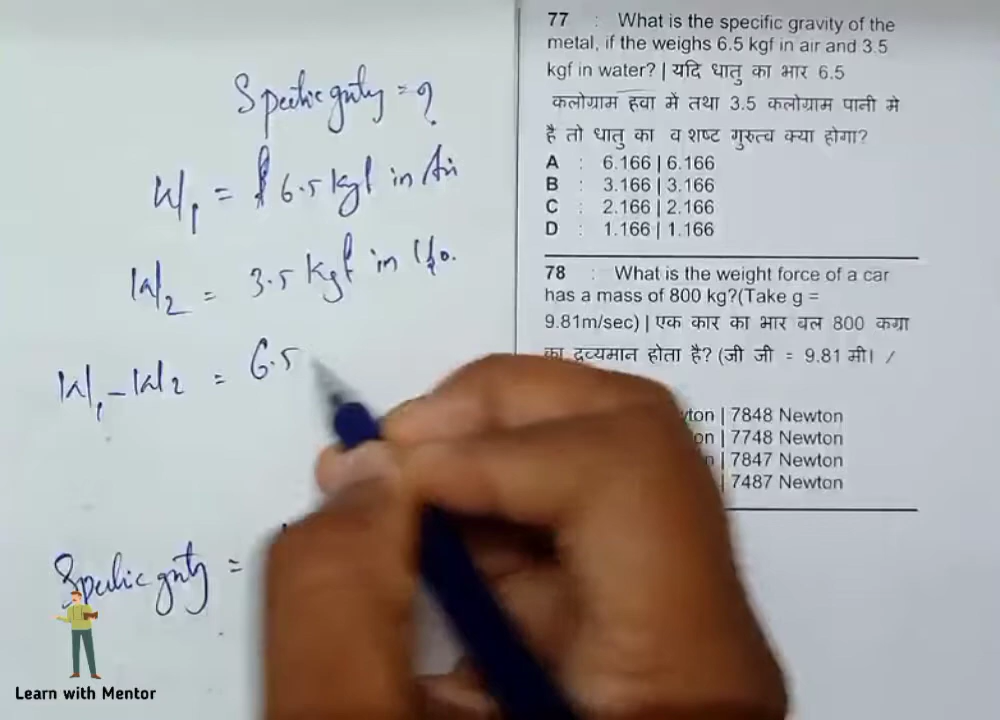 Specific gvity = ?
W1 = 6.5 kgf in Air
W2 = 3.5 kgf in H2o.
W1 - W2 = 6.5
Specific gvity =
Learn with Mentor
77 : What is the specific gravity of the
metal, if the weighs 6.5 kgf in air and 3.5
kgf in water? | यदि धातु का भार 6.5
कलोग्राम हवा में तथा 3.5 कलोग्राम पानी मे
है तो धातु का व शष्ट गुरुत्व क्या होगा?
A : 6.166 | 6.166
B : 3.166 | 3.166
C : 2.166 | 2.166
D : 1.166 | 1.166
78 : What is the weight force of a car
has a mass of 800 kg?(Take g =
9.81m/sec) | एक कार का भार बल 800 कग्रा
का द्रव्यमान होता है? (जी जी = 9.81 मी। /
| 7848 Newton
| 7748 Newton
| 7847 Newton
| 7487 Newton